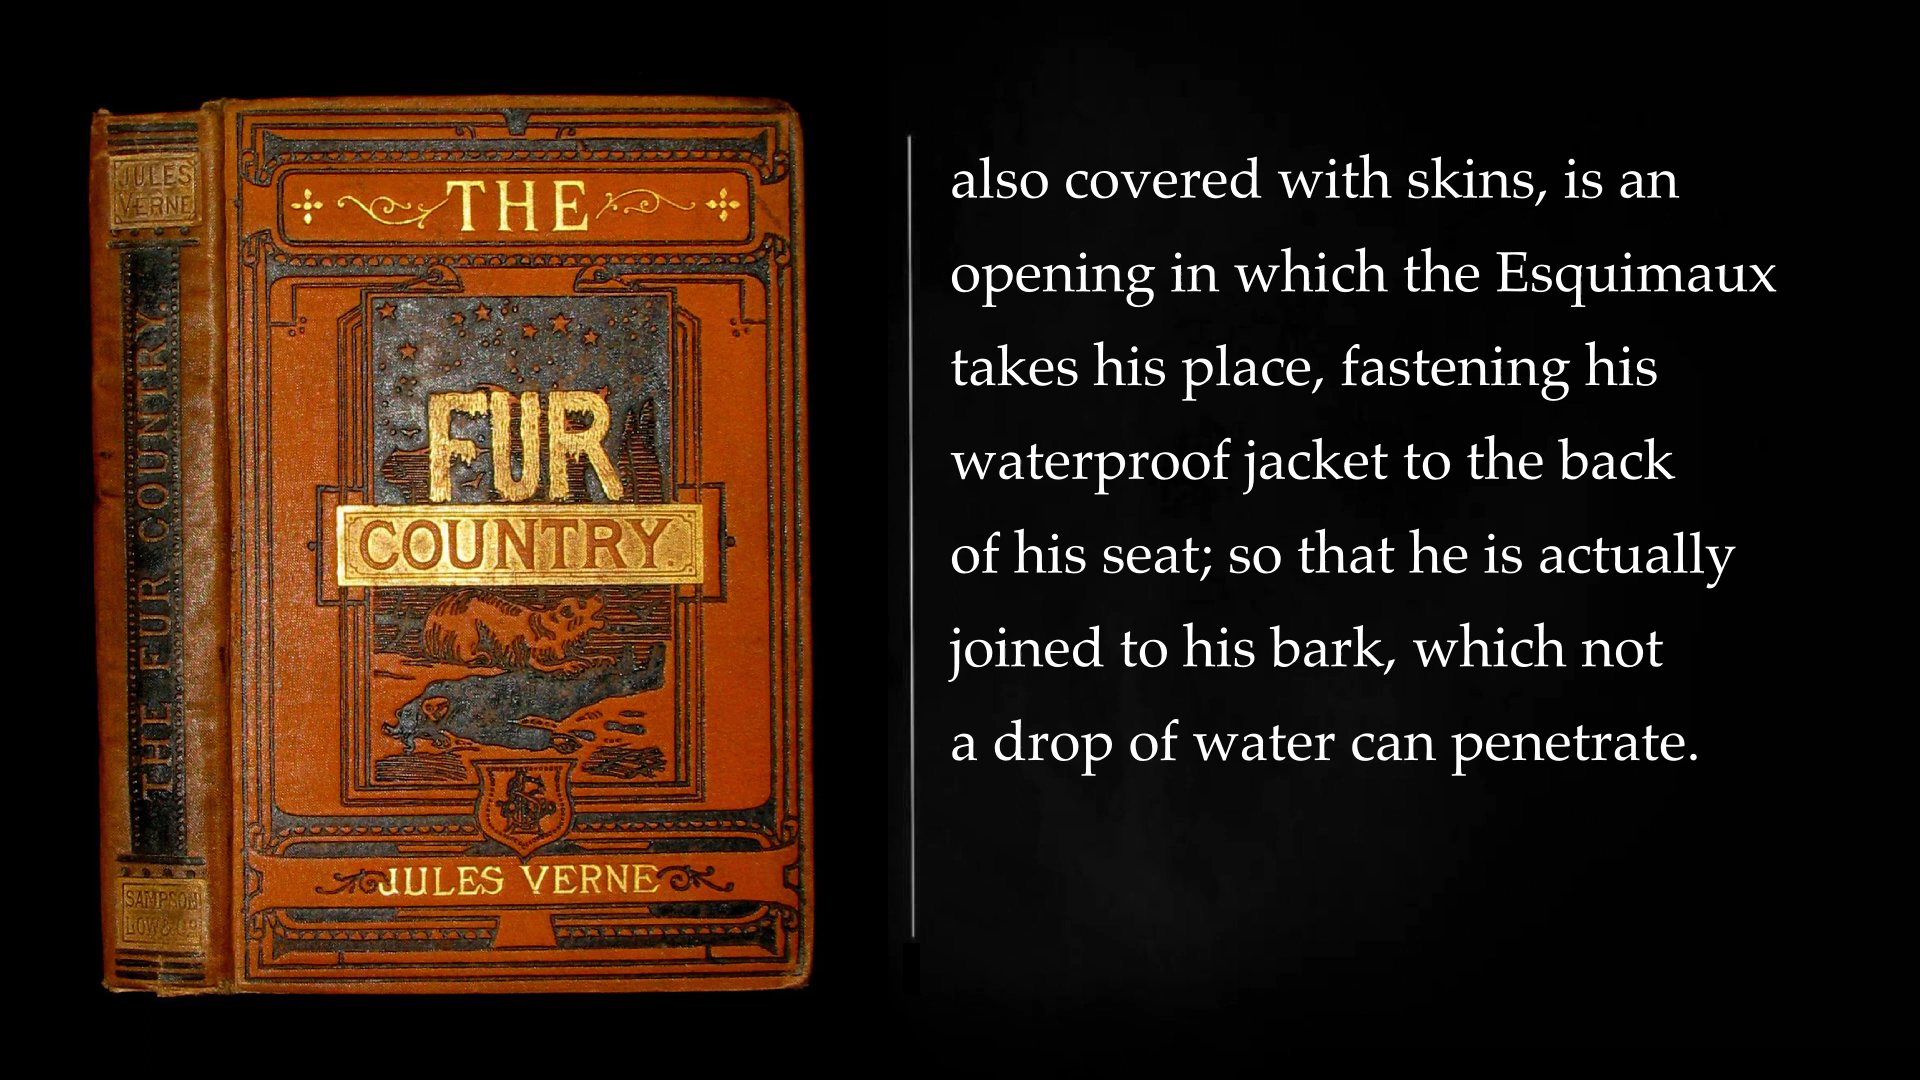 JULES
VERNE
THE FUR COUNTRY.
SAMPSON
LOW & Co
THE
FUR
COUNTRY.
JULES VERNE
also covered with skins, is an
opening in which the Esquimaux
takes his place, fastening his
waterproof jacket to the back
of his seat; so that he is actually
joined to his bark, which not
a drop of water can penetrate.